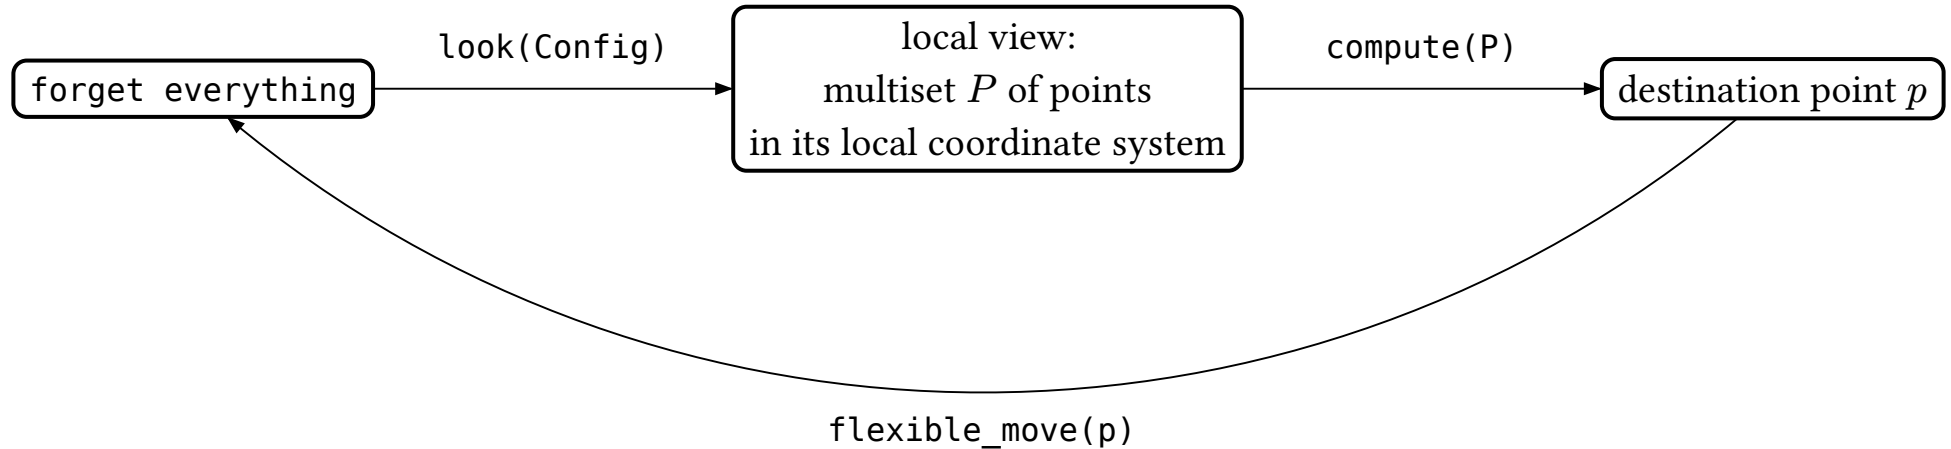 look(Config)
compute(P)
forget everything
local view:
multiset P of points
in its local coordinate system
destination point p
flexible_move(p)